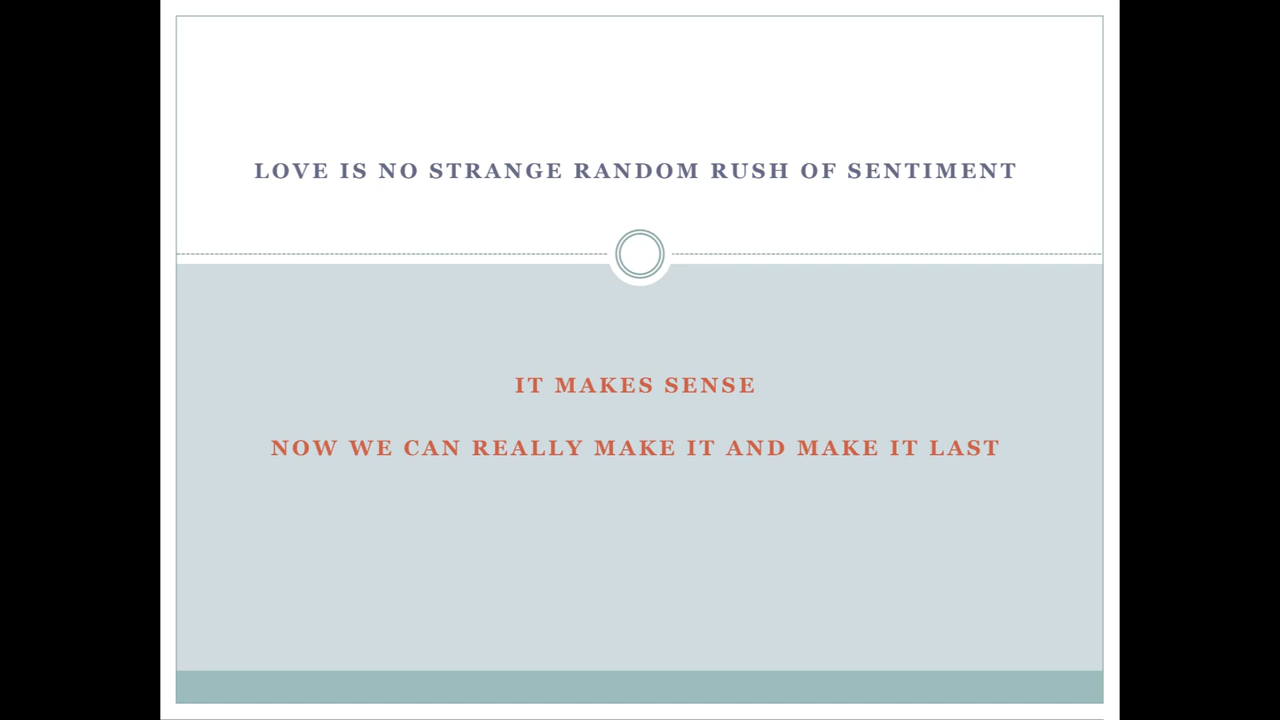 LOVE IS NO STRANGE RANDOM RUSH OF SENTIMENT
IT MAKES SENSE
NOW WE CAN REALLY MAKE IT AND MAKE IT LAST